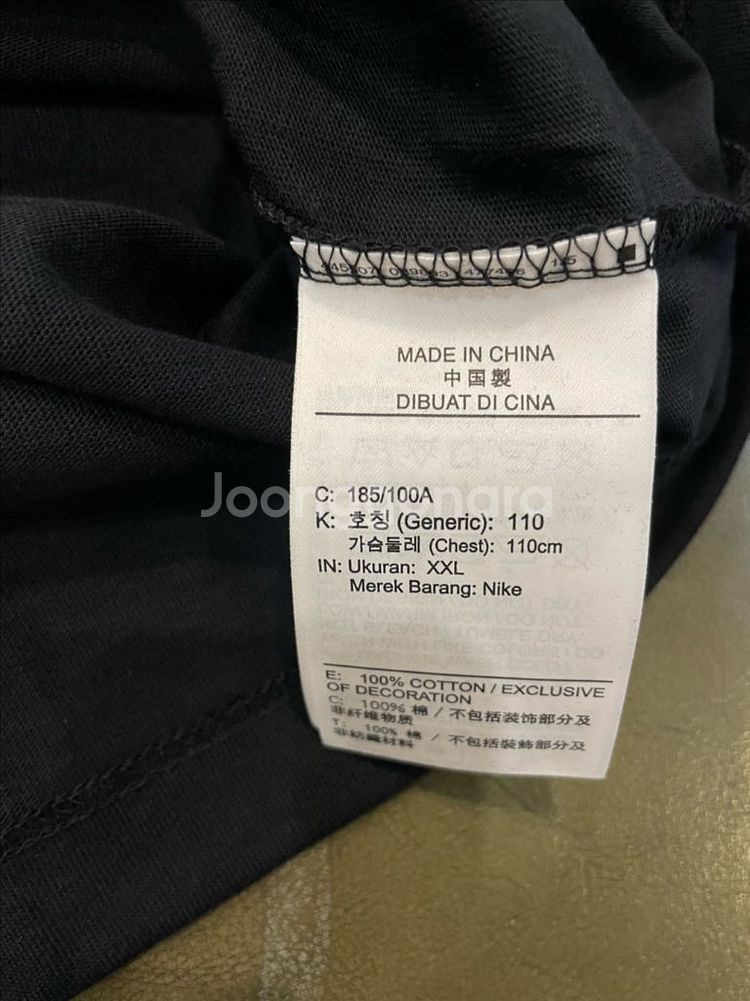 MADE IN CHINA
中国製
DIBUAT DI CINA
Joonggonara
C: 185/100A
K: 호칭 (Generic): 110
가슴둘레 (Chest): 110cm
IN: Ukuran: XXL
Merek Barang: Nike
E: 100% COTTON / EXCLUSIVE
OF DECORATION
C: 100% 棉 / 不包括装饰部分及
非纤维物质
T: 100% 棉 / 不包括裝飾部分及
非紡織材料